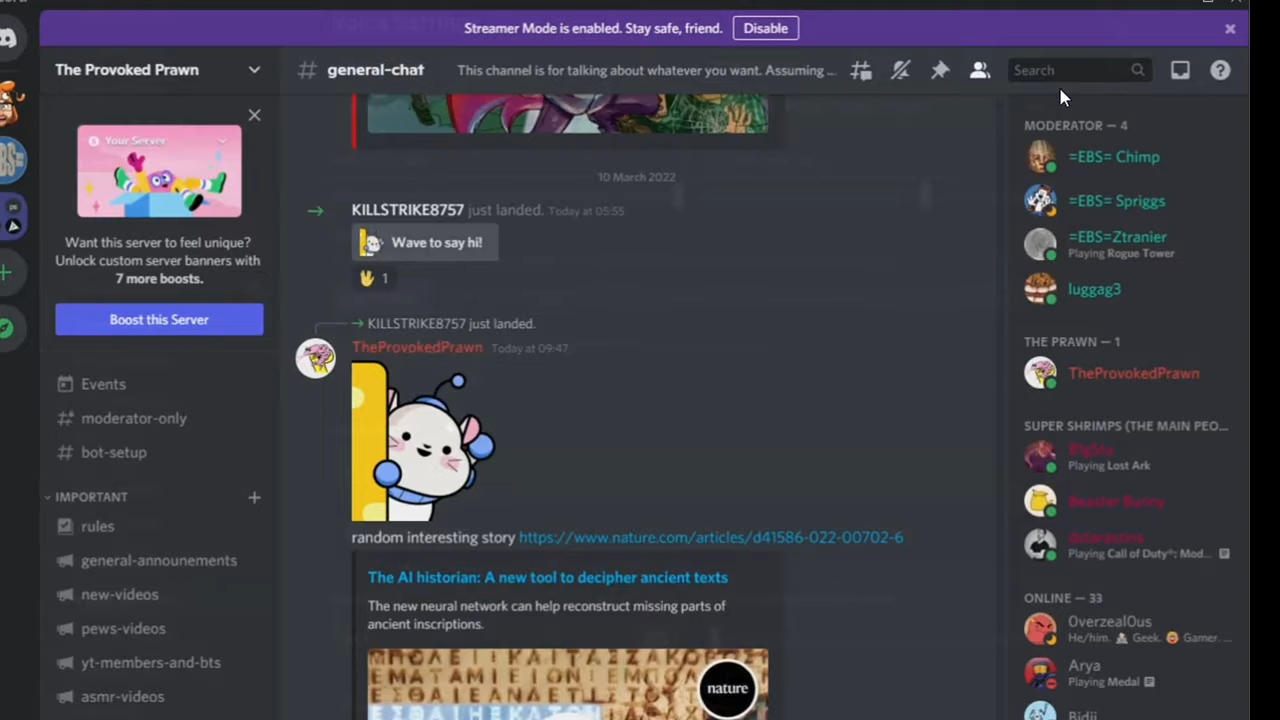 Streamer Mode is enabled. Stay safe, friend. Disable
The Provoked Prawn
# general-chat
This channel is for talking about whatever you want. Assuming ...
Search
Your Server
Want this server to feel unique?
Unlock custom server banners with
7 more boosts.
Boost this Server
Events
moderator-only
bot-setup
IMPORTANT
rules
general-announements
new-videos
pews-videos
yt-members-and-bts
asmr-videos
10 March 2022
KILLSTRIKE8757 just landed. Today at 05:55
Wave to say hi!
1
KILLSTRIKE8757 just landed.
TheProvokedPrawn Today at 09:47
random interesting story https://www.nature.com/articles/d41586-022-00702-6
The AI historian: A new tool to decipher ancient texts
The new neural network can help reconstruct missing parts of
ancient inscriptions.
nature
MODERATOR — 4
=EBS= Chimp
=EBS= Spriggs
=EBS=Ztranier
Playing Rogue Tower
luggag3
THE PRAWN — 1
TheProvokedPrawn
SUPER SHRIMPS (THE MAIN PEO...
Playing Lost Ark
Beaster Bunny
Playing Call of Duty®: Mod...
ONLINE — 33
OverzealOus
He/him. Geek. Gamer. ...
Arya
Playing Medal
Bidji